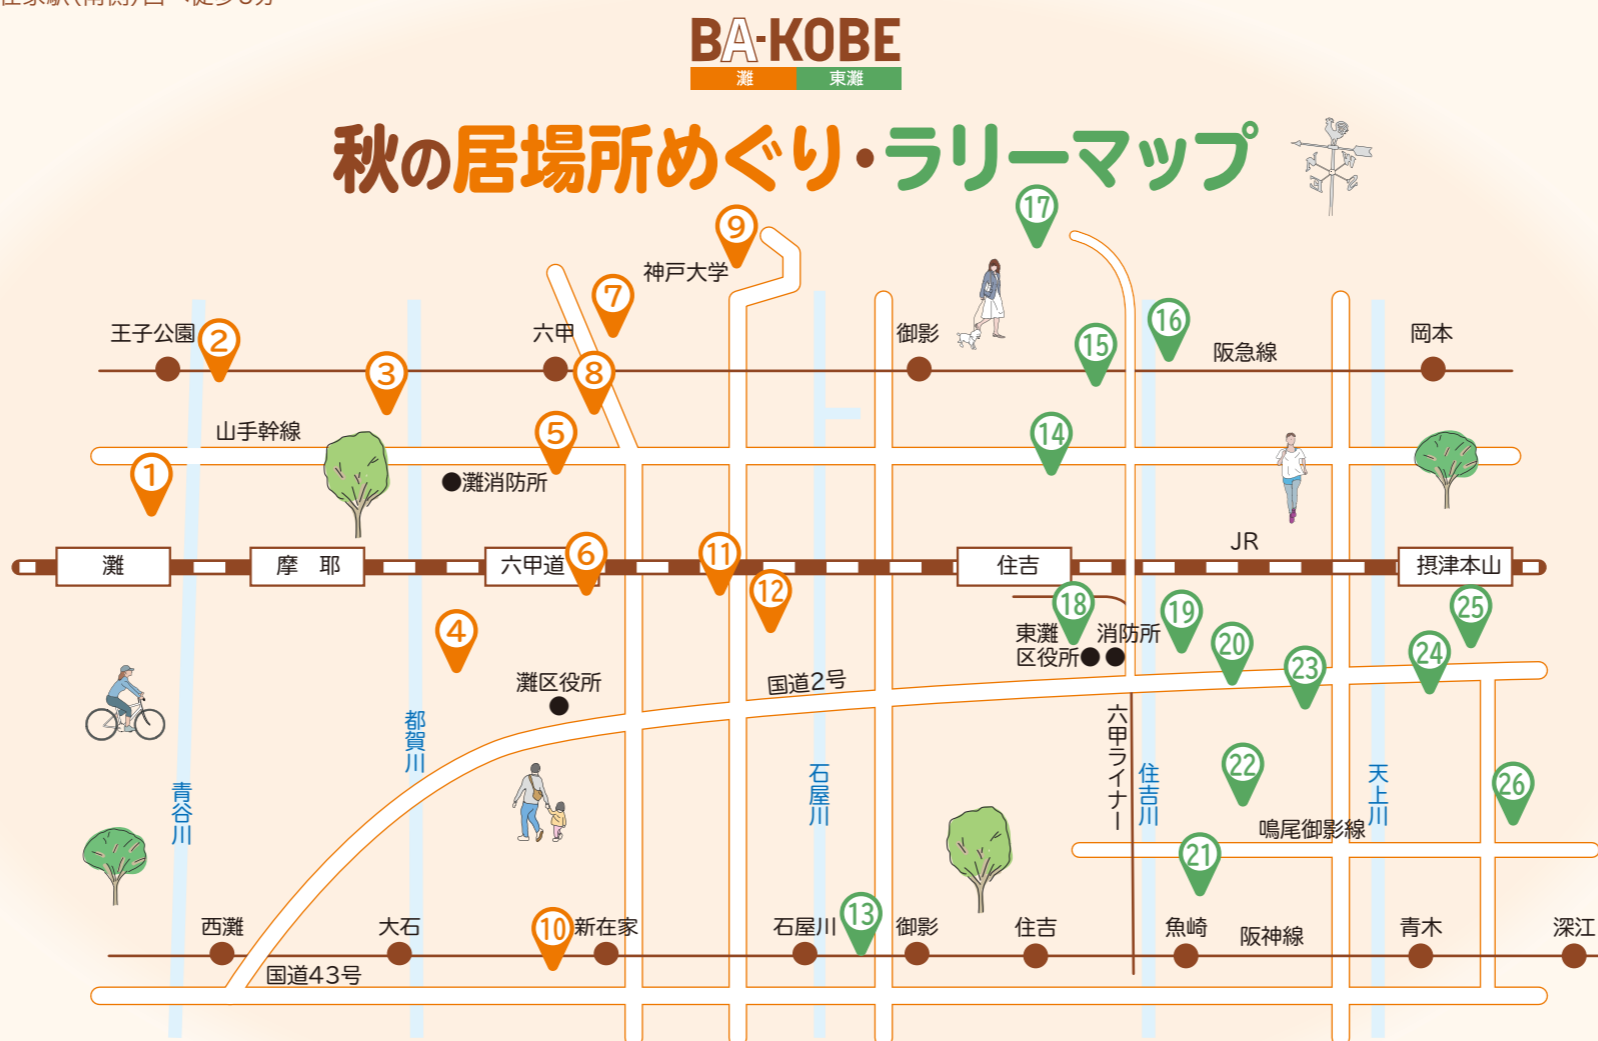 BA-KOBE
灘 東灘
秋の居場所めぐり・ラリーマップ
17
9
神戸大学
7
16
王子公園
2
六甲
御影
15
岡本
阪急線
3
8
山手幹線
5
14
1
灘消防所
JR
灘
摩 耶
六甲道
6
11
住吉
摂津本山
12
18
19
25
4
東灘
区役所
消防所
20
24
23
灘区役所
国道2号
都賀川
六甲ライナー
22
青谷川
石屋川
住吉川
天上川
26
鳴尾御影線
21
西灘
大石
10
新在家
石屋川
13
御影
住吉
魚崎
阪神線
青木
深江
国道43号